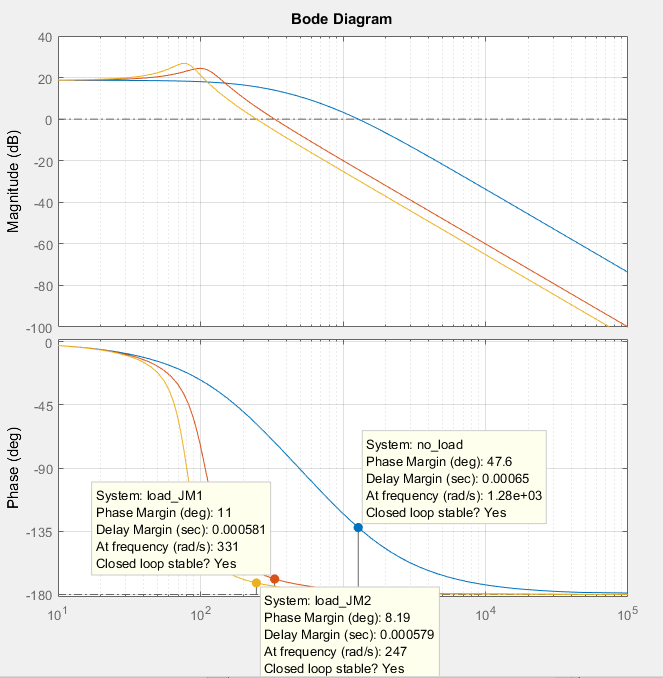 Bode Diagram
Magnitude (dB)
40
20
0
-20
-40
-60
-80
-100
Phase (deg)
0
-45
-90
-135
-180
System: no_load
Phase Margin (deg): 47.6
Delay Margin (sec): 0.00065
At frequency (rad/s): 1.28e+03
Closed loop stable? Yes
System: load_JM1
Phase Margin (deg): 11
Delay Margin (sec): 0.000581
At frequency (rad/s): 331
Closed loop stable? Yes
System: load_JM2
Phase Margin (deg): 8.19
Delay Margin (sec): 0.000579
At frequency (rad/s): 247
Closed loop stable? Yes
10^1
10^2
10^4
10^5